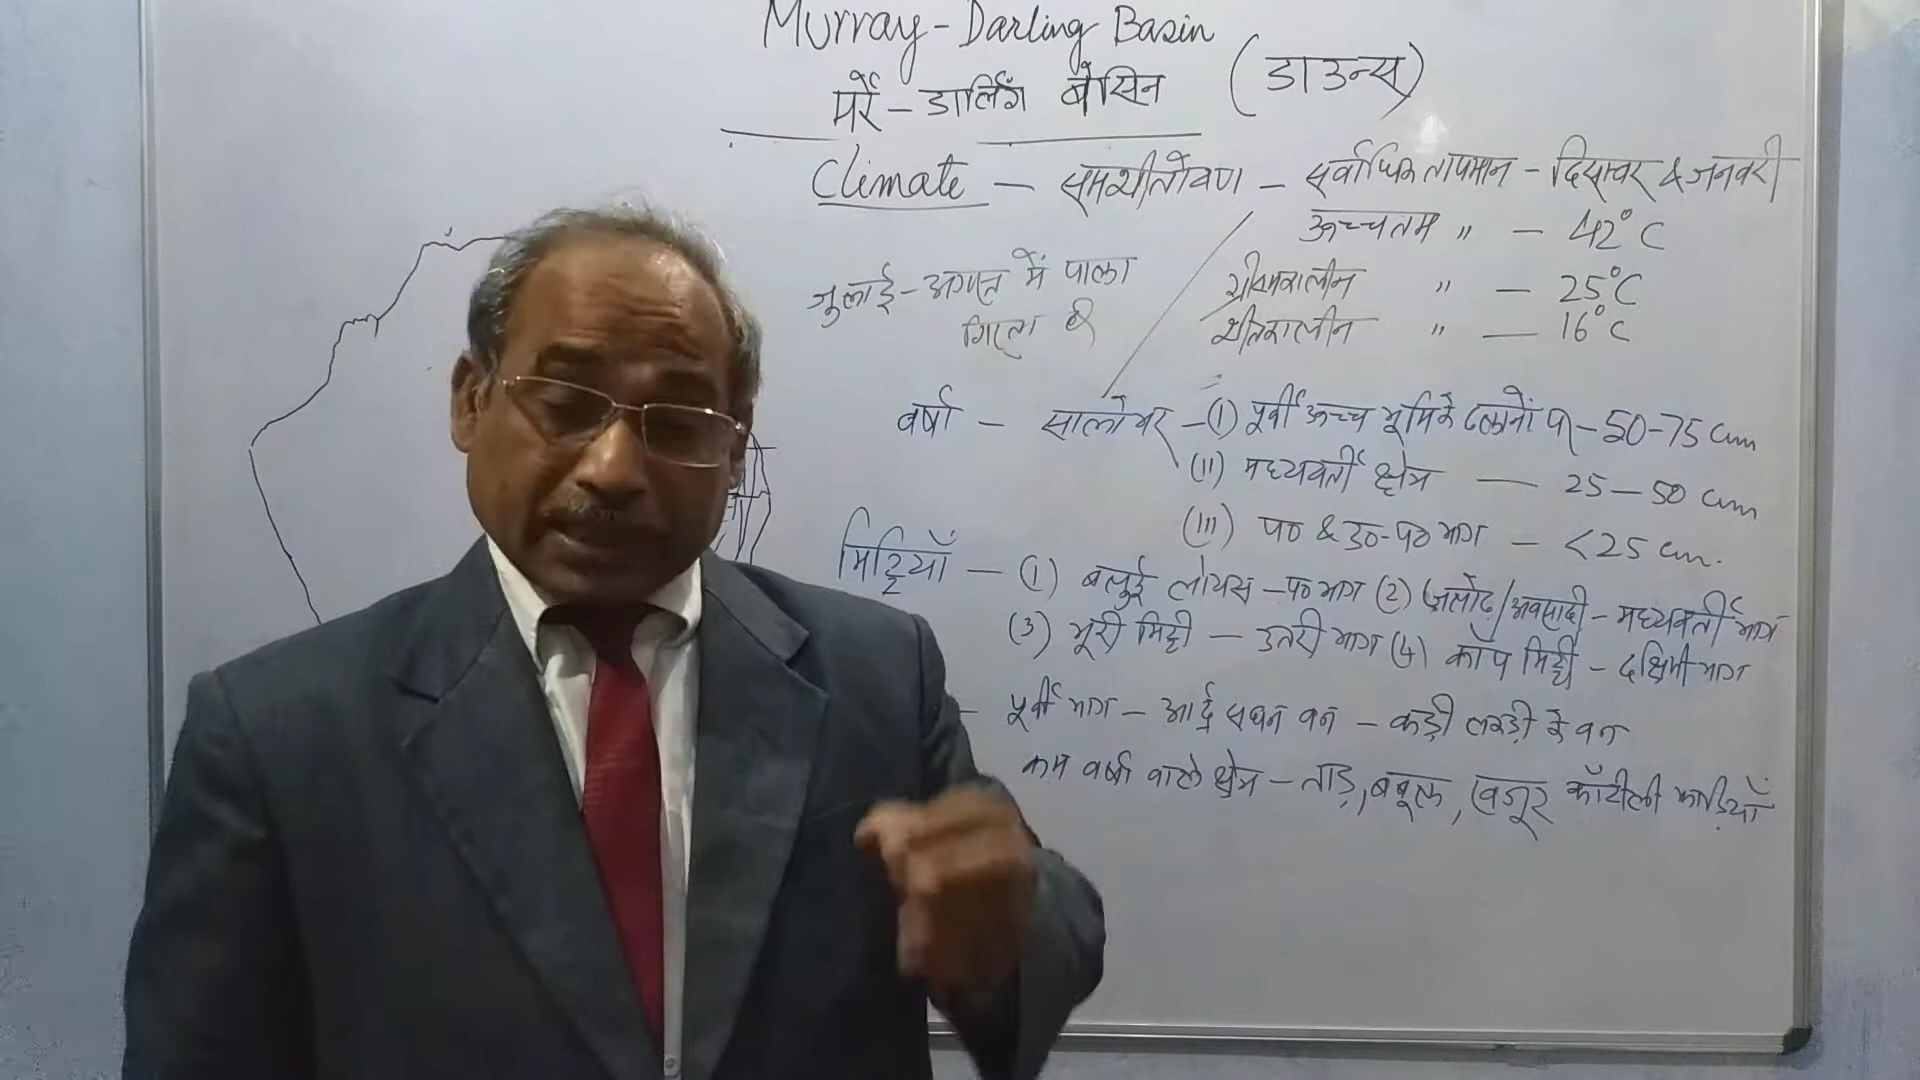 Murray-Darling Basin
मर्रे-डार्लिंग बेसिन (डाउन्स)
Climate - समशीतोष्ण - सर्वाधिक तापमान - दिसम्बर & जनवरी
ऊच्चतम " - 42°C
जुलाई-अगस्त में पाला गिरता है
ग्रीष्मकालीन " - 25°C
शीतकालीन " - 16°C
वर्षा - सालोंभर - (I) पूर्वी ऊच्च भूमि के ढलानों पर - 50-75 cm
(II) मध्यवर्ती क्षेत्र - 25-50 cm
(III) प० & उ०-प० भाग - <25 cm.
मिट्टियाँ - (1) बलुई लोयस - प० भाग (2) जलोढ़/अवसादी - मध्यवर्ती भाग
(3) भूरी मिट्टी - उत्तरी भाग (4) काँप मिट्टी - दक्षिणी भाग
- पूर्वी भाग - आर्द्र सघन वन - कड़ी लकड़ी के वन
कम वर्षा वाले क्षेत्र - ताड़, बबूल, खजूर काँटीली झाड़ियाँ